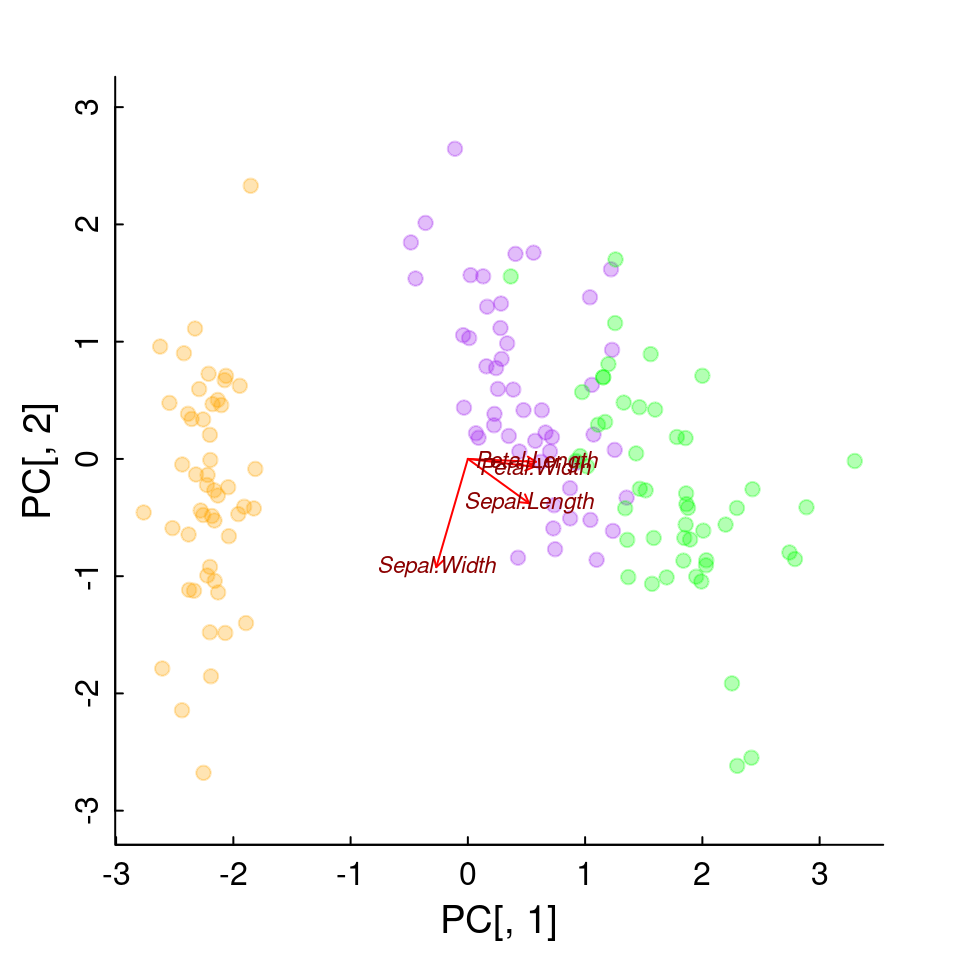 3
2
1
0
-1
-2
-3
PC[, 2]
Petal.Length
Petal.Width
Sepal.Length
Sepal.Width
-3 -2 -1 0 1 2 3
PC[, 1]